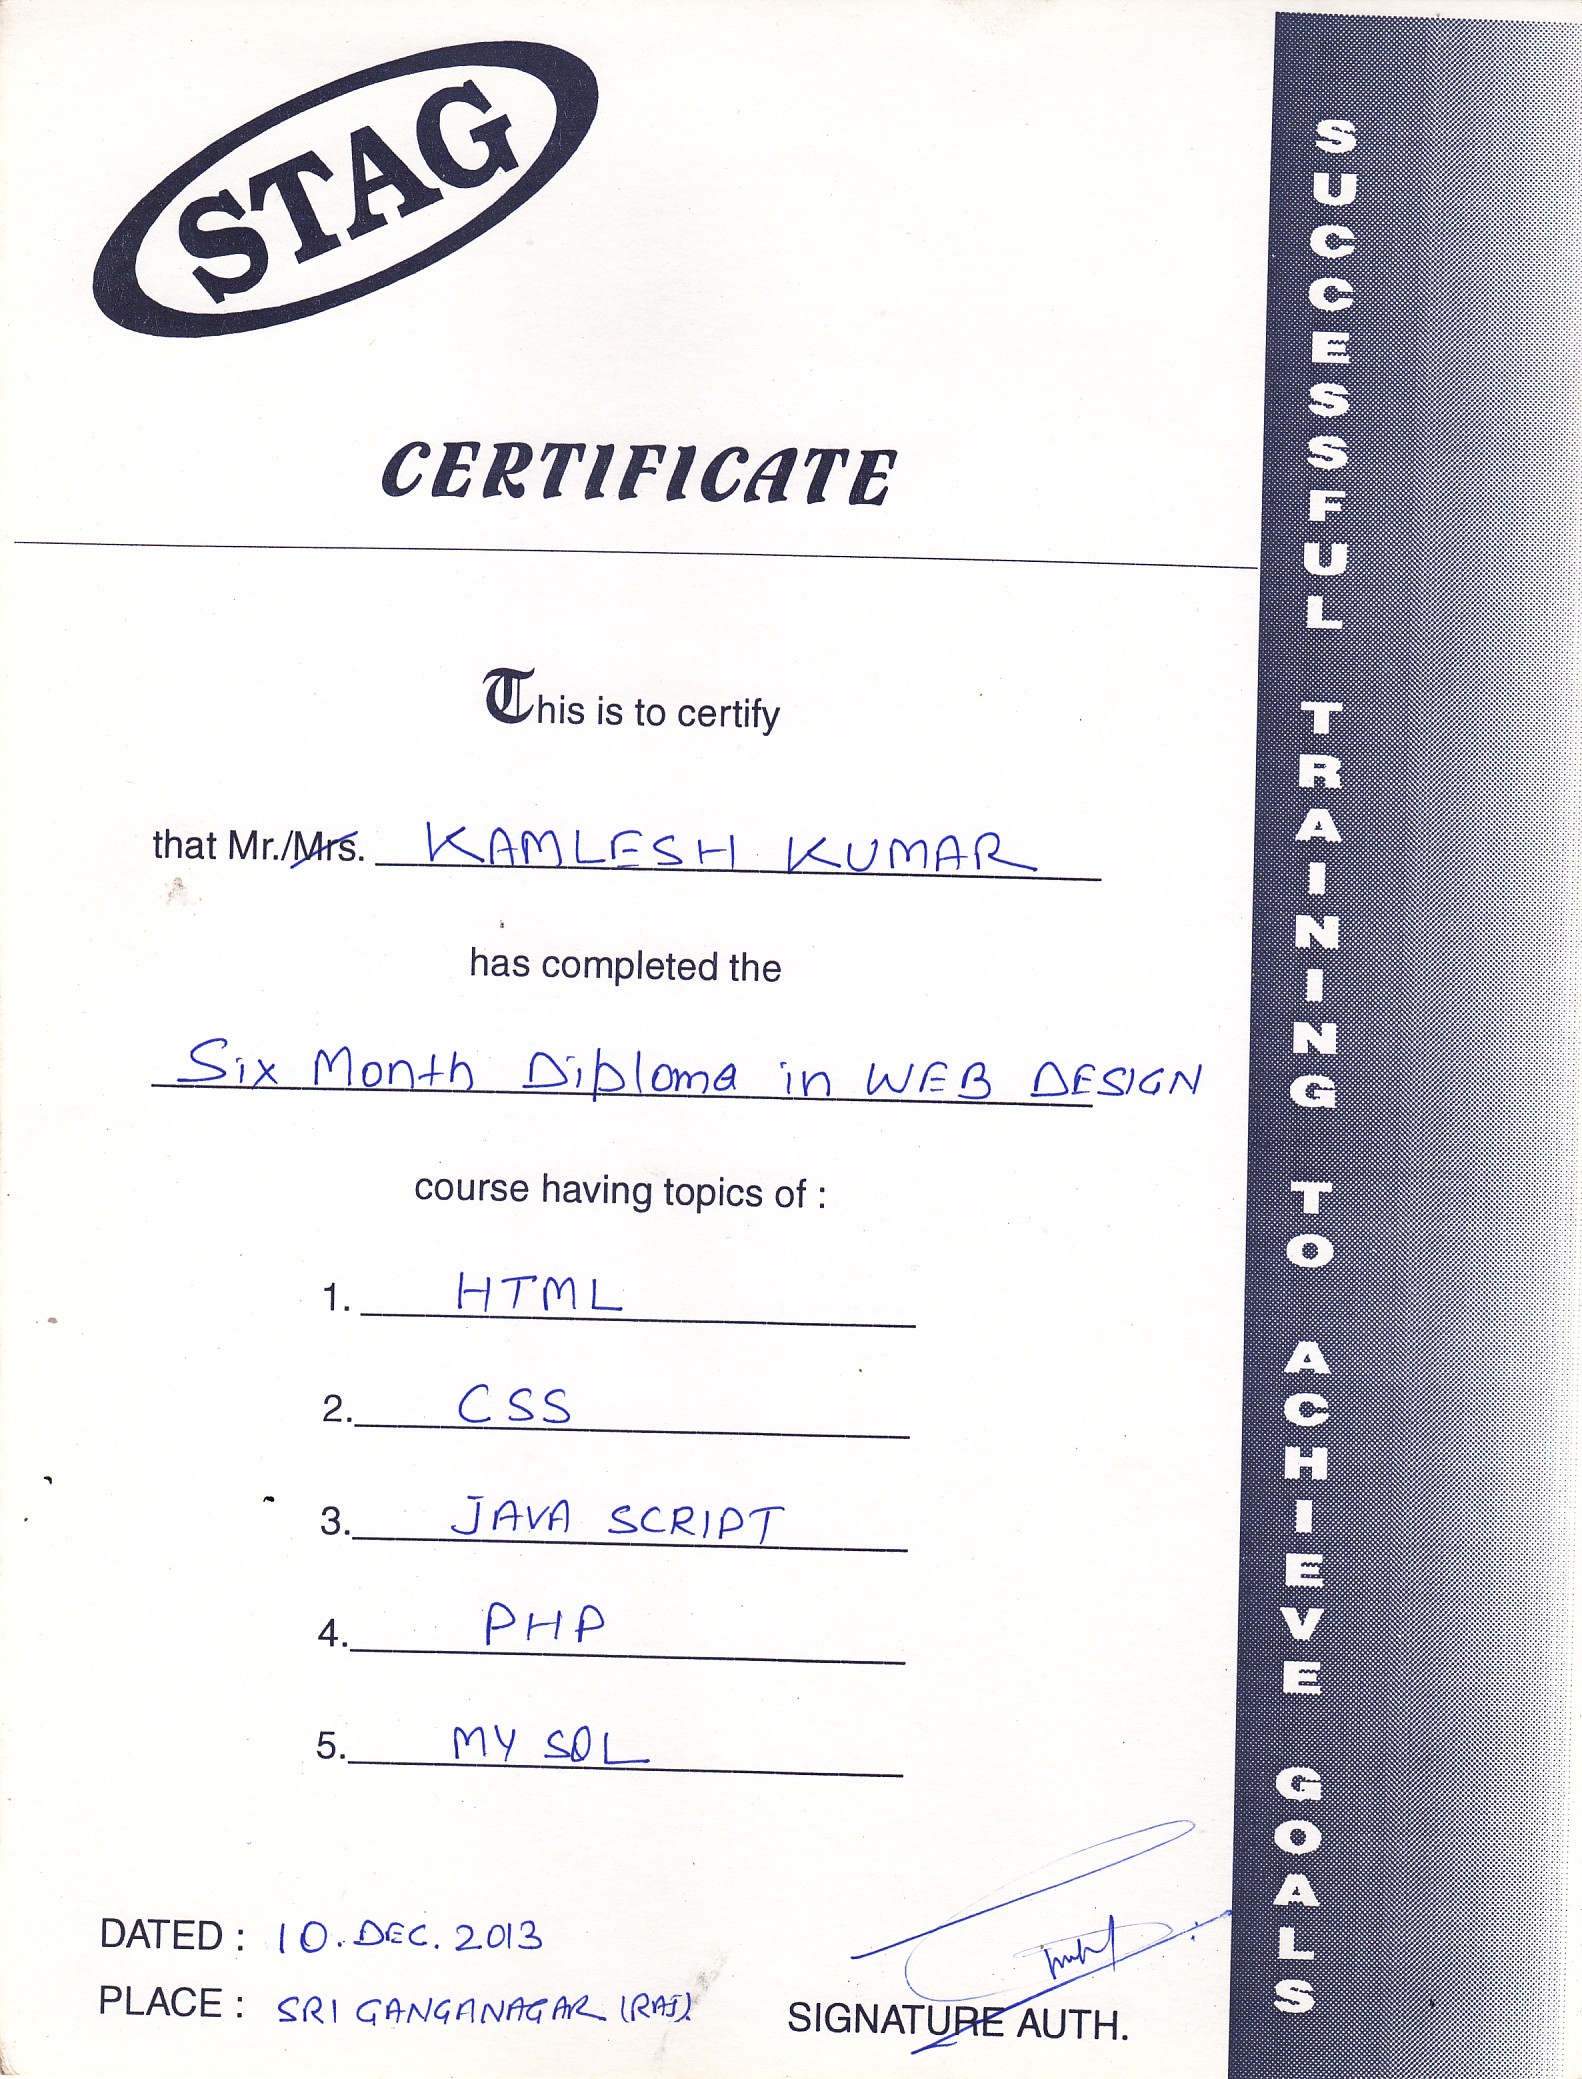 STAG
CERTIFICATE
This is to certify
that Mr./Mrs. KAMLESH KUMAR
has completed the
Six Month Diploma in WEB DESIGN
course having topics of :
1. HTML
2. CSS
3. JAVA SCRIPT
4. PHP
5. MY SQL
DATED : 10. DEC. 2013
PLACE : SRI GANGANAGAR (RAJ).
SIGNATURE AUTH.
SUCCESSFUL TRAINING TO ACHIEVE GOALS